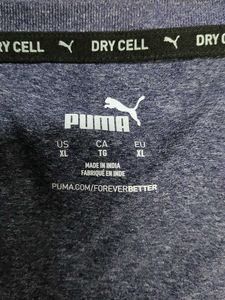 DRY CELL DRY CELL
PUMA
US CA EU
XL TG XL
MADE IN INDIA
FABRIQUÉ EN INDE
PUMA.COM/FOREVERBETTER